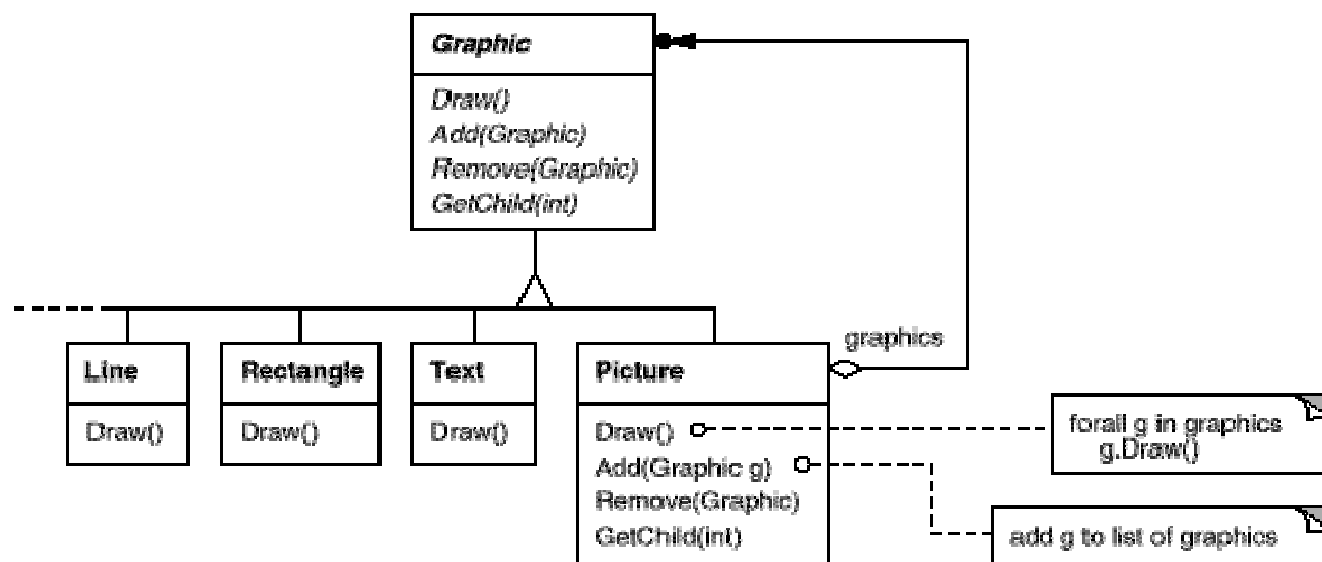 Graphic
Draw()
Add(Graphic)
Remove(Graphic)
GetChild(int)
graphics
Line
Draw()
Rectangle
Draw()
Text
Draw()
Picture
Draw()
Add(Graphic g)
Remove(Graphic)
GetChild(int)
forall g in graphics
g.Draw()
add g to list of graphics